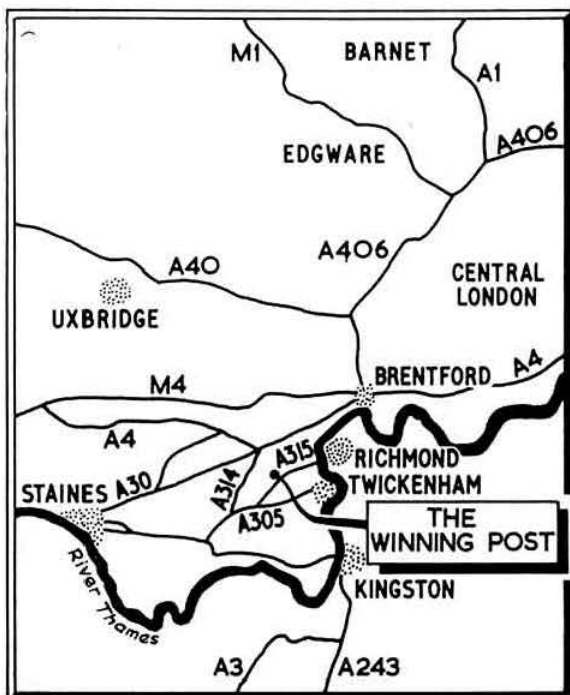 M1
BARNET
A1
A406
EDGWARE
A406
A40
CENTRAL
LONDON
UXBRIDGE
BRENTFORD
A4
M4
A4
A315
RICHMOND
A30
A314
TWICKENHAM
STAINES
A305
THE
WINNING POST
River Thames
KINGSTON
A3
A243